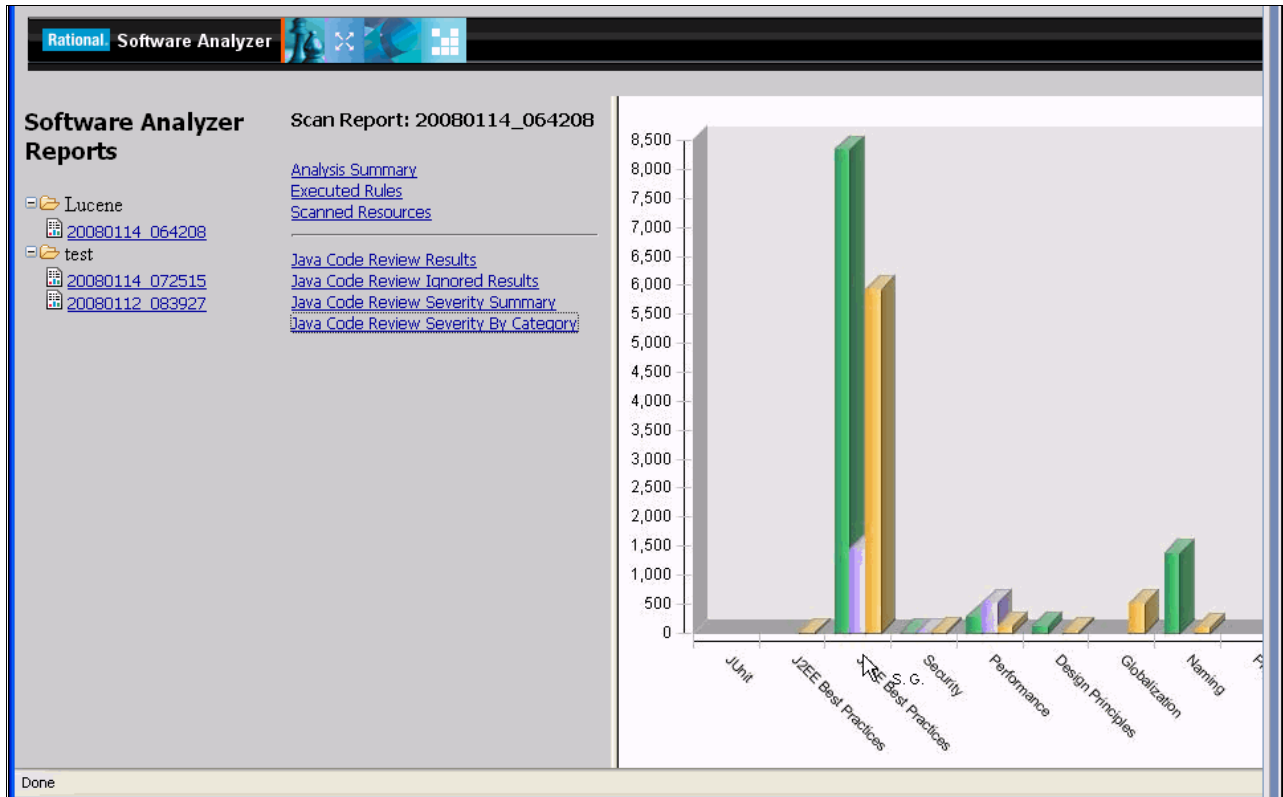 Rational. Software Analyzer
Software Analyzer
Reports
Lucene
20080114_064208
test
20080114_072515
20080112_083927
Scan Report: 20080114_064208
Analysis Summary
Executed Rules
Scanned Resources
Java Code Review Results
Java Code Review Ignored Results
Java Code Review Severity Summary
Java Code Review Severity By Category
8,500
8,000
7,500
7,000
6,500
6,000
5,500
5,000
4,500
4,000
3,500
3,000
2,500
2,000
1,500
1,000
500
0
JUnit
J2EE Best Practices
Best Practices
S. G.
Security
Performance
Design Principles
Globalization
Naming
Done